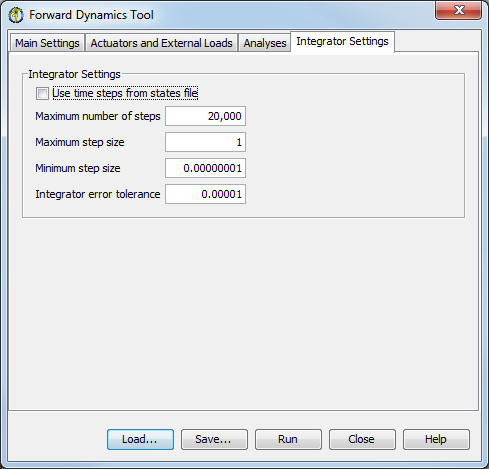 Forward Dynamics Tool
Main Settings Actuators and External Loads Analyses Integrator Settings
Integrator Settings
Use time steps from states file
Maximum number of steps 20,000
Maximum step size 1
Minimum step size 0.00000001
Integrator error tolerance 0.00001
Load... Save... Run Close Help